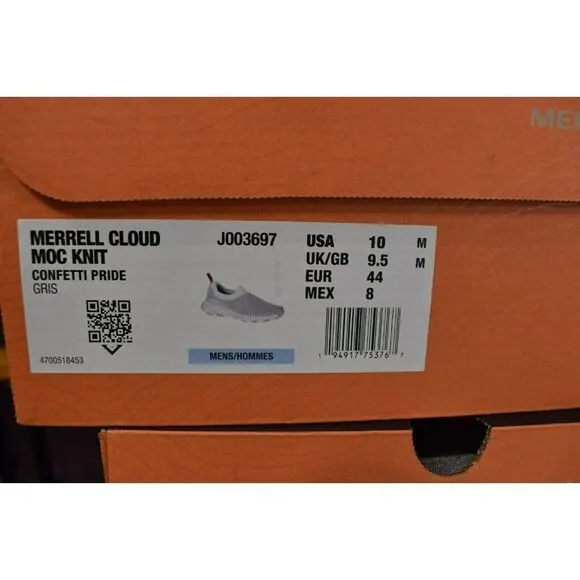 MERRELL CLOUD
MOC KNIT
CONFETTI PRIDE
GRIS
4700518453
J003697
MENS/HOMMES
USA 10 M
UK/GB 9.5 M
EUR 44
MEX 8
1 94917 75376 7